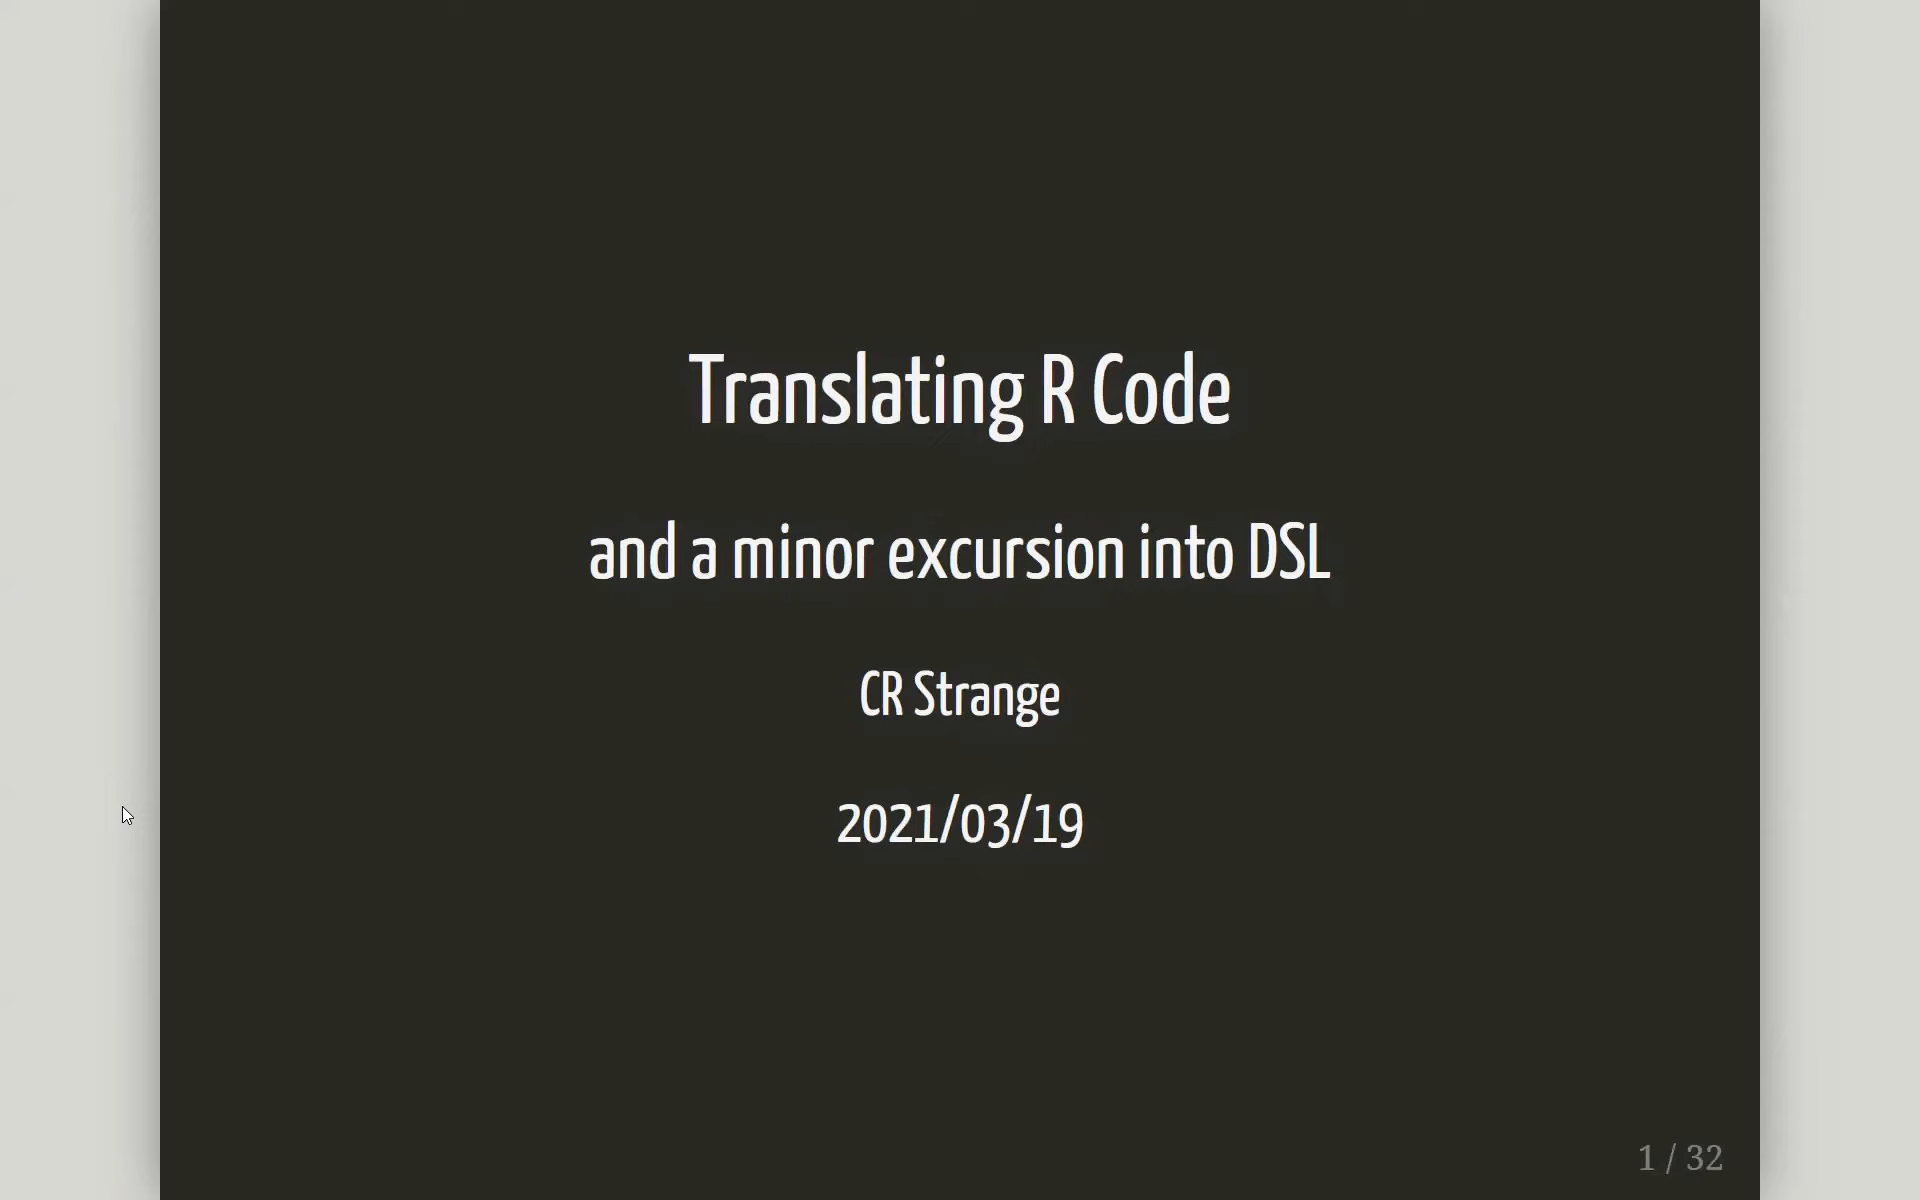 Translating R Code
and a minor excursion into DSL
CR Strange
2021/03/19
1 / 32